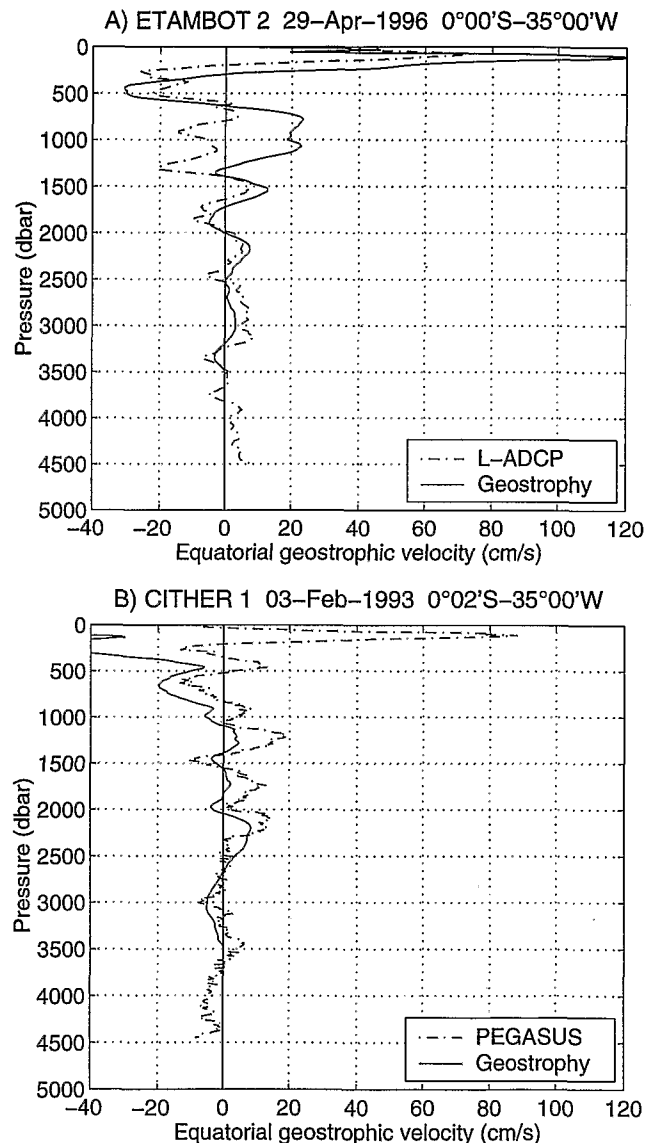 A) ETAMBOT 2 29–Apr–1996 0°00'S–35°00'W
0
500
1000
1500
2000
2500
3000
3500
4000
4500
5000
Pressure (dbar)
L–ADCP
Geostrophy
–40 –20 0 20 40 60 80 100 120
Equatorial geostrophic velocity (cm/s)
B) CITHER 1 03–Feb–1993 0°02'S–35°00'W
0
500
1000
1500
2000
2500
3000
3500
4000
4500
5000
Pressure (dbar)
PEGASUS
Geostrophy
–40 –20 0 20 40 60 80 100 120
Equatorial geostrophic velocity (cm/s)